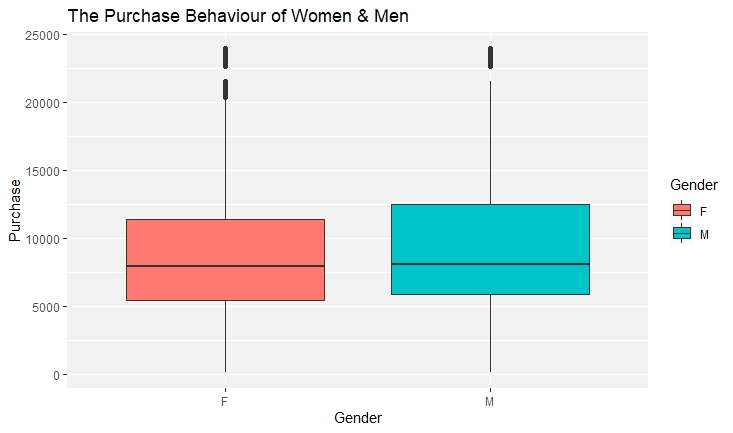 The Purchase Behaviour of Women & Men
25000
20000
15000
10000
5000
0
Purchase
F
M
Gender
Gender
F
M